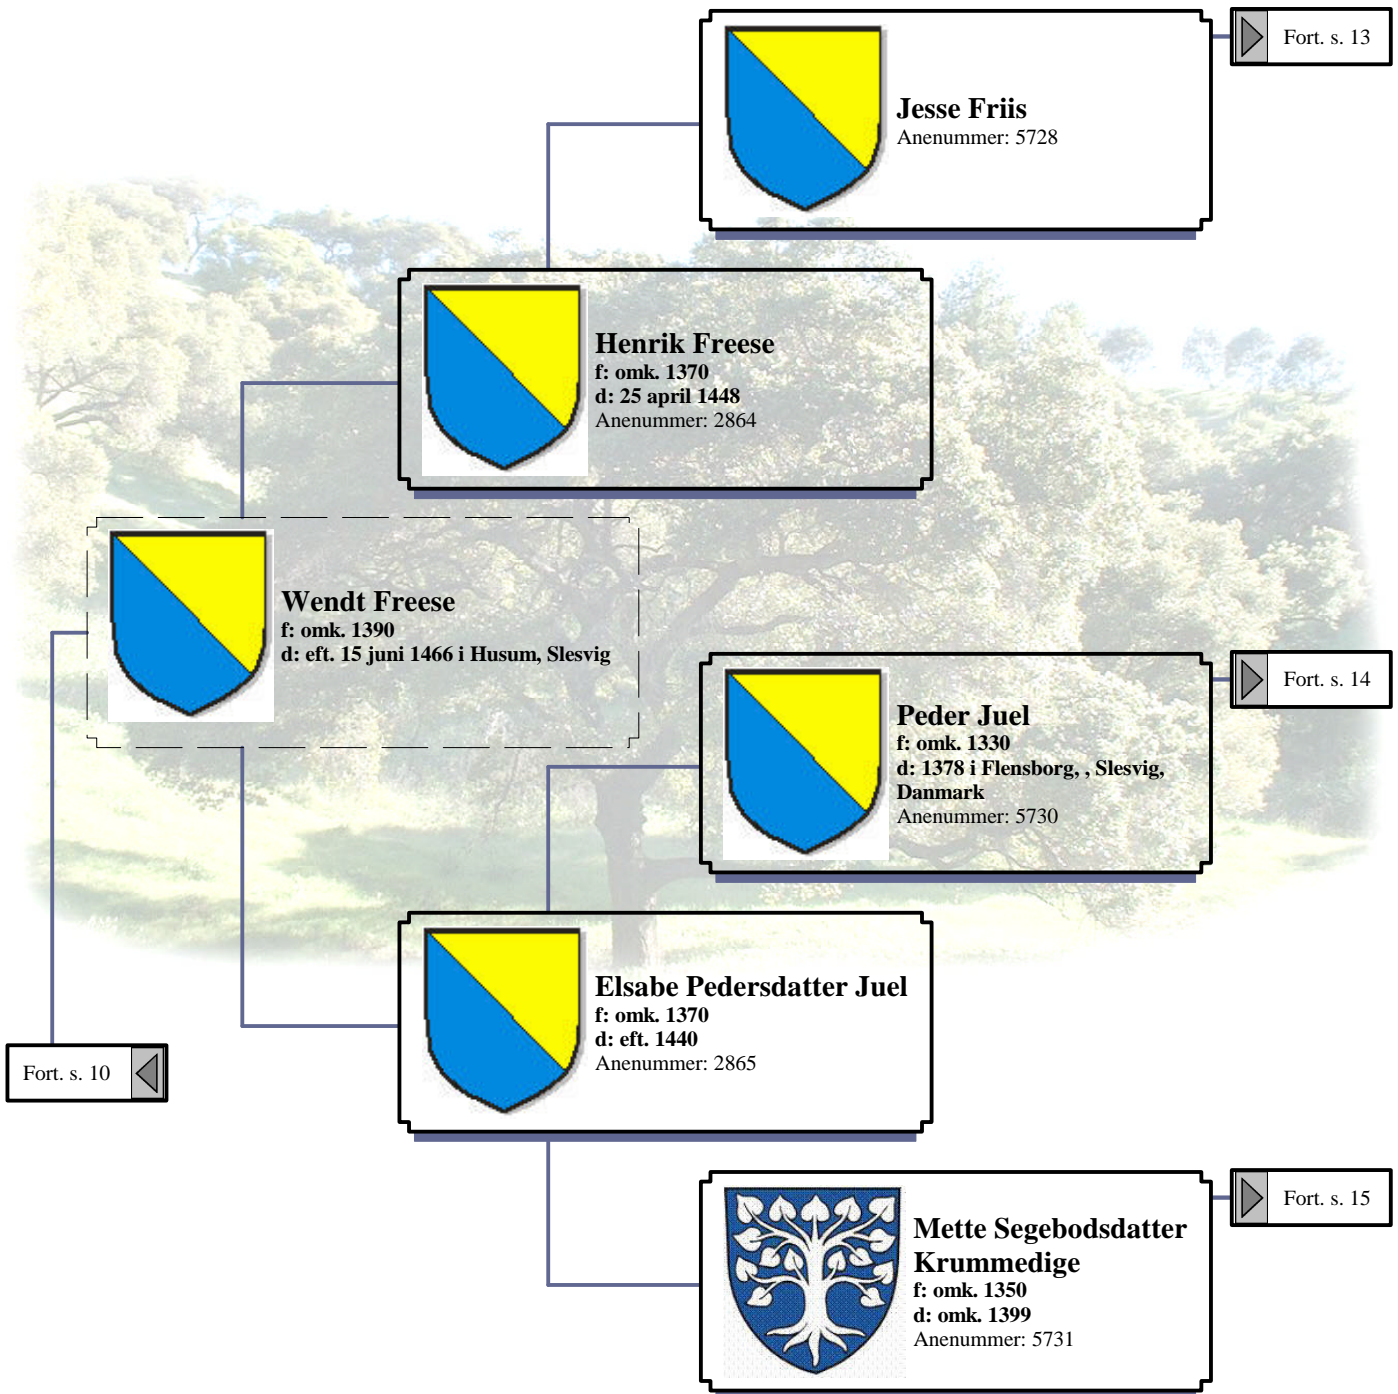 Fort. s. 13
Jesse Friis
Anenummer: 5728
Henrik Freese
f: omk. 1370
d: 25 april 1448
Anenummer: 2864
Wendt Freese
f: omk. 1390
d: eft. 15 juni 1466 i Husum, Slesvig
Fort. s. 14
Peder Juel
f: omk. 1330
d: 1378 i Flensborg, , Slesvig,
Danmark
Anenummer: 5730
Elsabe Pedersdatter Juel
f: omk. 1370
d: eft. 1440
Anenummer: 2865
Fort. s. 10
Fort. s. 15
Mette Segebodsdatter
Krummedige
f: omk. 1350
d: omk. 1399
Anenummer: 5731